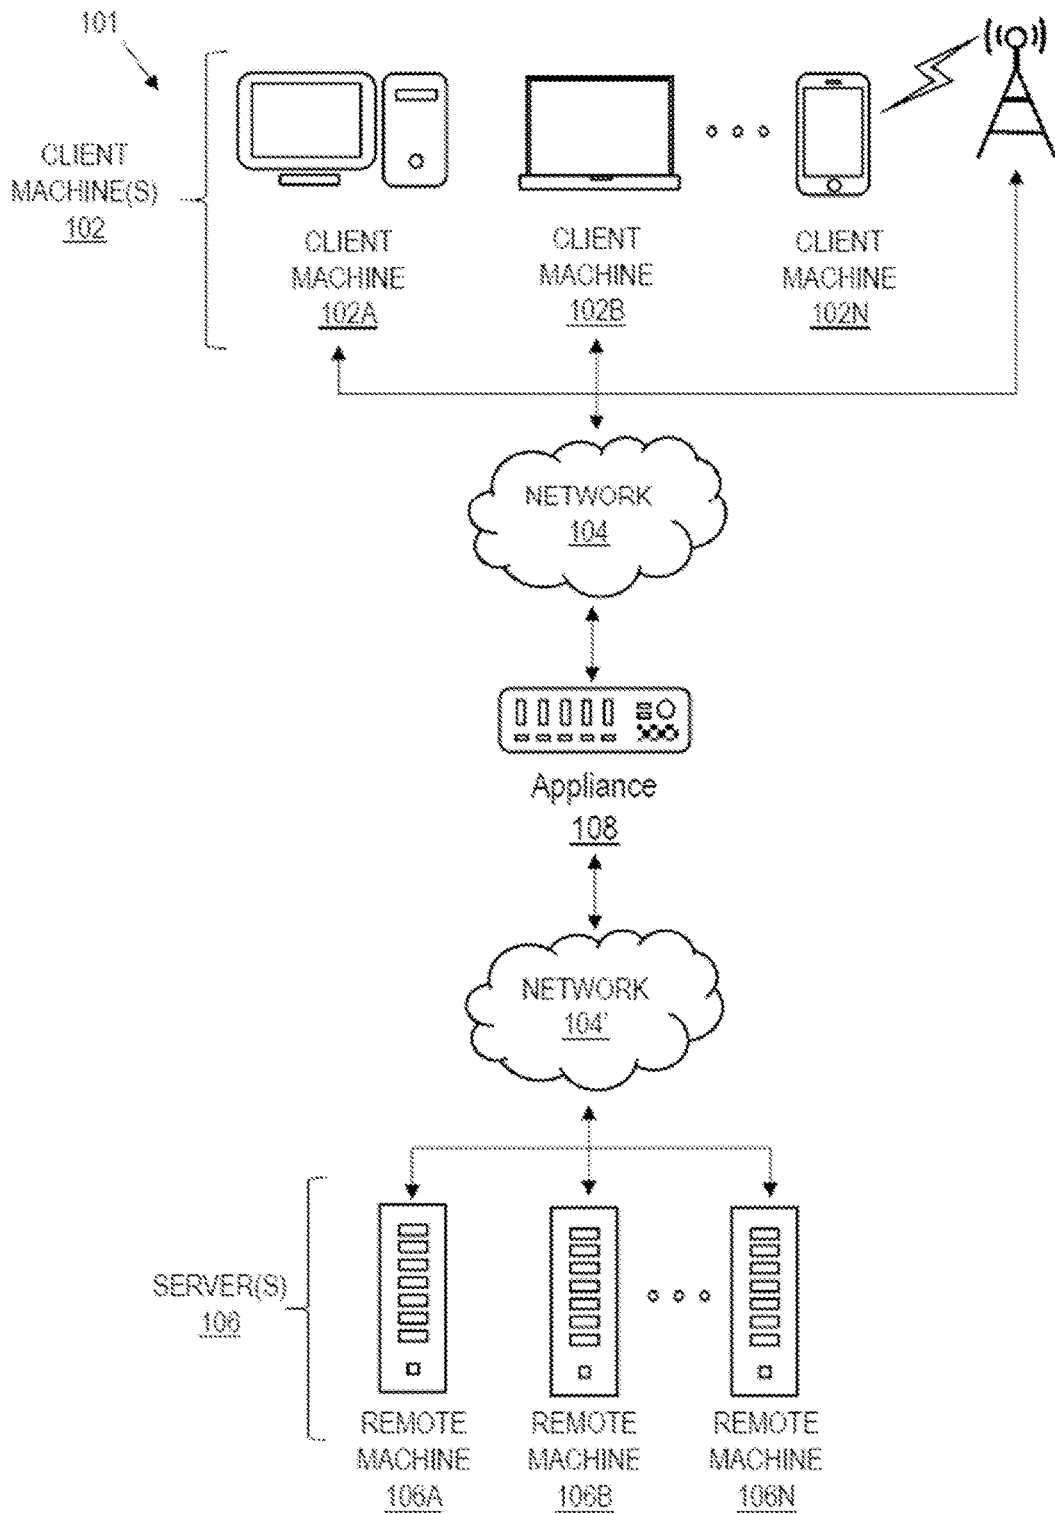 101
CLIENT
MACHINE(S)
102
CLIENT
MACHINE
102A
CLIENT
MACHINE
102B
CLIENT
MACHINE
102N
NETWORK
104
Appliance
108
NETWORK
104'
SERVER(S)
106
REMOTE
MACHINE
106A
REMOTE
MACHINE
106B
REMOTE
MACHINE
106N